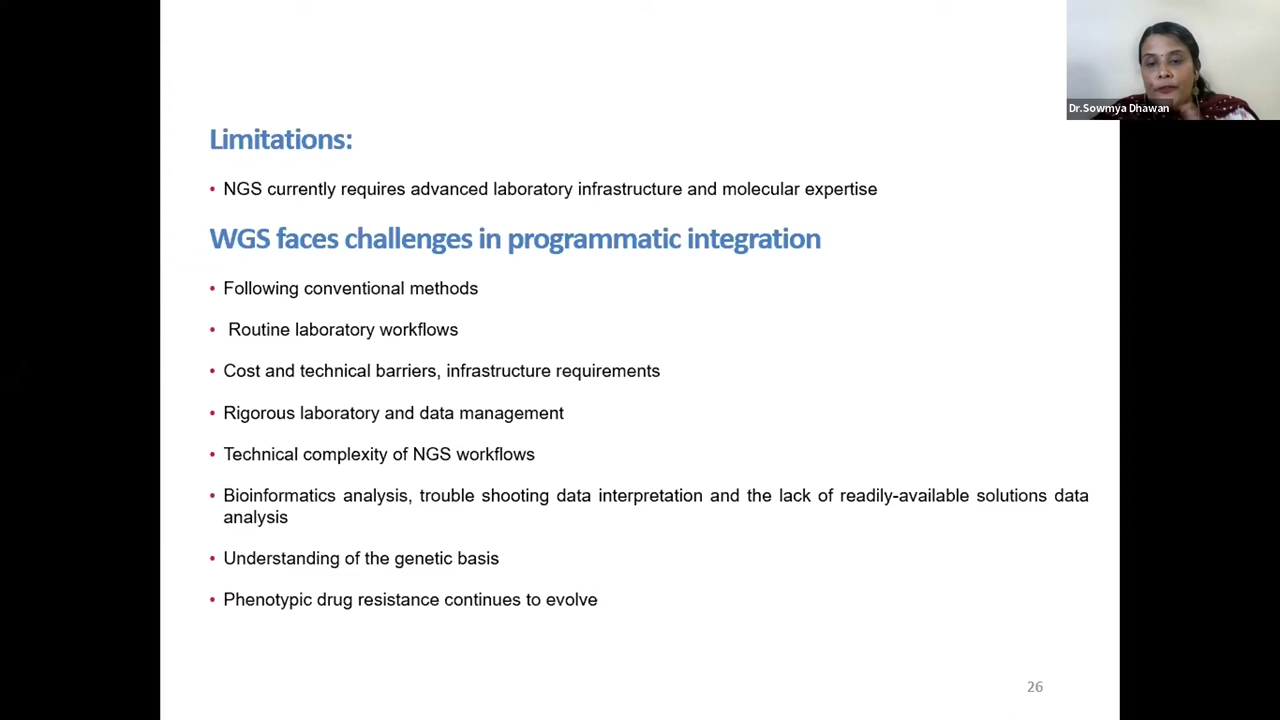 Dr.Sowmya Dhawan
Limitations:
• NGS currently requires advanced laboratory infrastructure and molecular expertise
WGS faces challenges in programmatic integration
• Following conventional methods
• Routine laboratory workflows
• Cost and technical barriers, infrastructure requirements
• Rigorous laboratory and data management
• Technical complexity of NGS workflows
• Bioinformatics analysis, trouble shooting data interpretation and the lack of readily-available solutions data
analysis
• Understanding of the genetic basis
• Phenotypic drug resistance continues to evolve
26